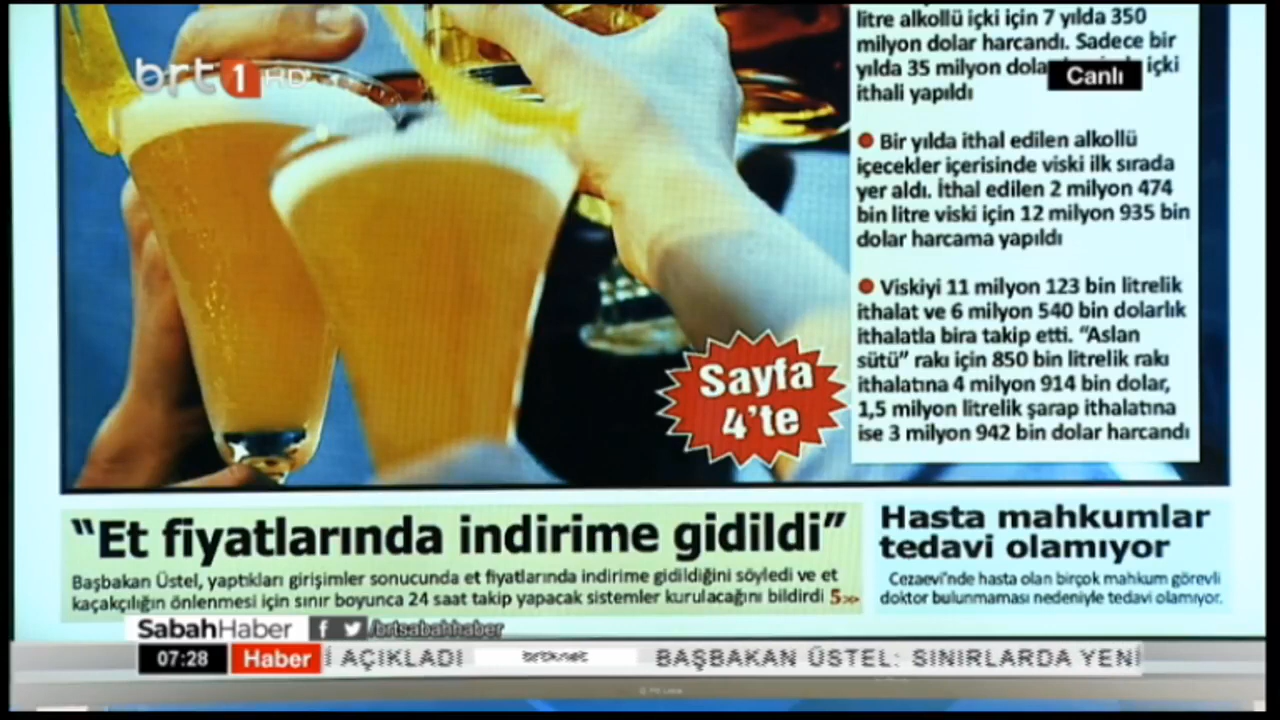 brt 1 HD
litre alkollü içki için 7 yılda 350
milyon dolar harcandı. Sadece bir
yılda 35 milyon içki
ithali yapıldı
Canlı
Bir yılda ithal edilen alkollü
içecekler içerisinde viski ilk sırada
yer aldı. İthal edilen 2 milyon 474
bin litre viski için 12 milyon 935 bin
dolar harcama yapıldı
Viskiyi 11 milyon 123 bin litrelik
ithalat ve 6 milyon 540 bin dolarlık
ithalatla bira takip etti. “Aslan
sütü” rakı için 850 bin litrelik rakı
ithalatına 4 milyon 914 bin dolar,
1,5 milyon litrelik şarap ithalatına
ise 3 milyon 942 bin dolar harcandı
Sayfa
4’te
“Et fiyatlarında indirime gidildi”
Başbakan Üstel, yaptıkları girişimler sonucunda et fiyatlarında indirime gidildiğini söyledi ve et
kaçakçılığın önlenmesi için sınır boyunca 24 saat takip yapacak sistemler kurulacağını bildirdi 5>>
Hasta mahkumlar
tedavi olamıyor
Cezaevi’nde hasta olan birçok mahkum görevli
doktor bulunmaması nedeniyle tedavi olamıyor.
SabahHaber /brtsabahhaber
07:28 Haber İ AÇIKLADI BAŞBAKAN ÜSTEL: SINIRLARDA YENİ